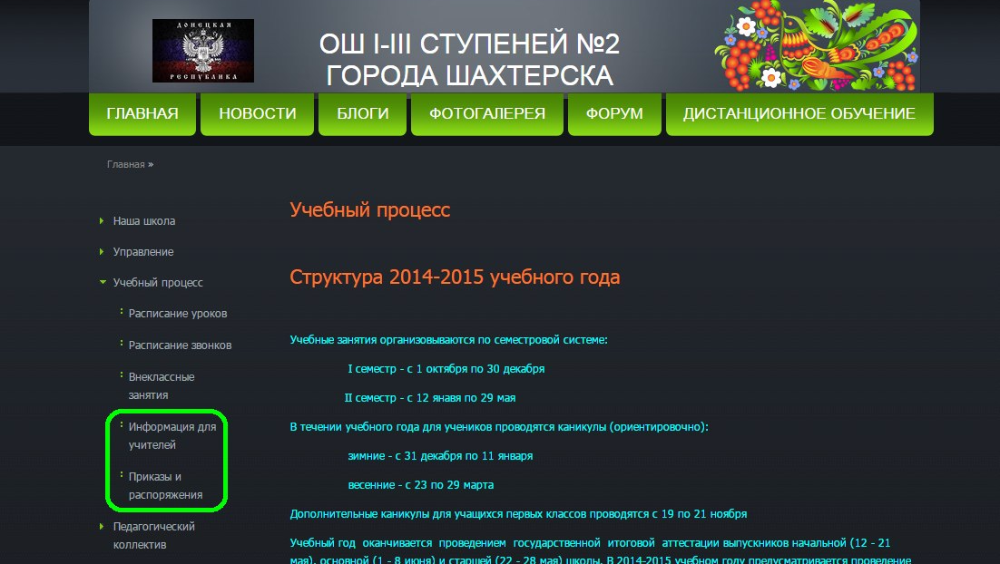 ДОНЕЦКАЯ
РЕСПУБЛИКА
ОШ I-III СТУПЕНЕЙ №2
ГОРОДА ШАХТЕРСКА
ГЛАВНАЯ НОВОСТИ БЛОГИ ФОТОГАЛЕРЕЯ ФОРУМ ДИСТАНЦИОННОЕ ОБУЧЕНИЕ
Главная »
Наша школа
Управление
Учебный процесс
Расписание уроков
Расписание звонков
Внеклассные
занятия
Информация для
учителей
Приказы и
распоряжения
Педагогический
коллектив
Учебный процесс
Структура 2014-2015 учебного года
Учебные занятия организовываются по семестровой системе:
I семестр - с 1 октября по 30 декабря
II семестр - с 12 янавя по 29 мая
В течении учебного года для учеников проводятся каникулы (ориентировочно):
зимние - с 31 декабря по 11 января
весенние - с 23 по 29 марта
Дополнительные каникулы для учащихся первых классов проводятся с 19 по 21 ноября
Учебный год оканчивается проведением государственной итоговой аттестации выпускников начальной (12 - 21
мая), основной (1 - 8 июня) и старшей (22 - 28 мая) школы. В 2014-2015 учебном году предусматривается проведение